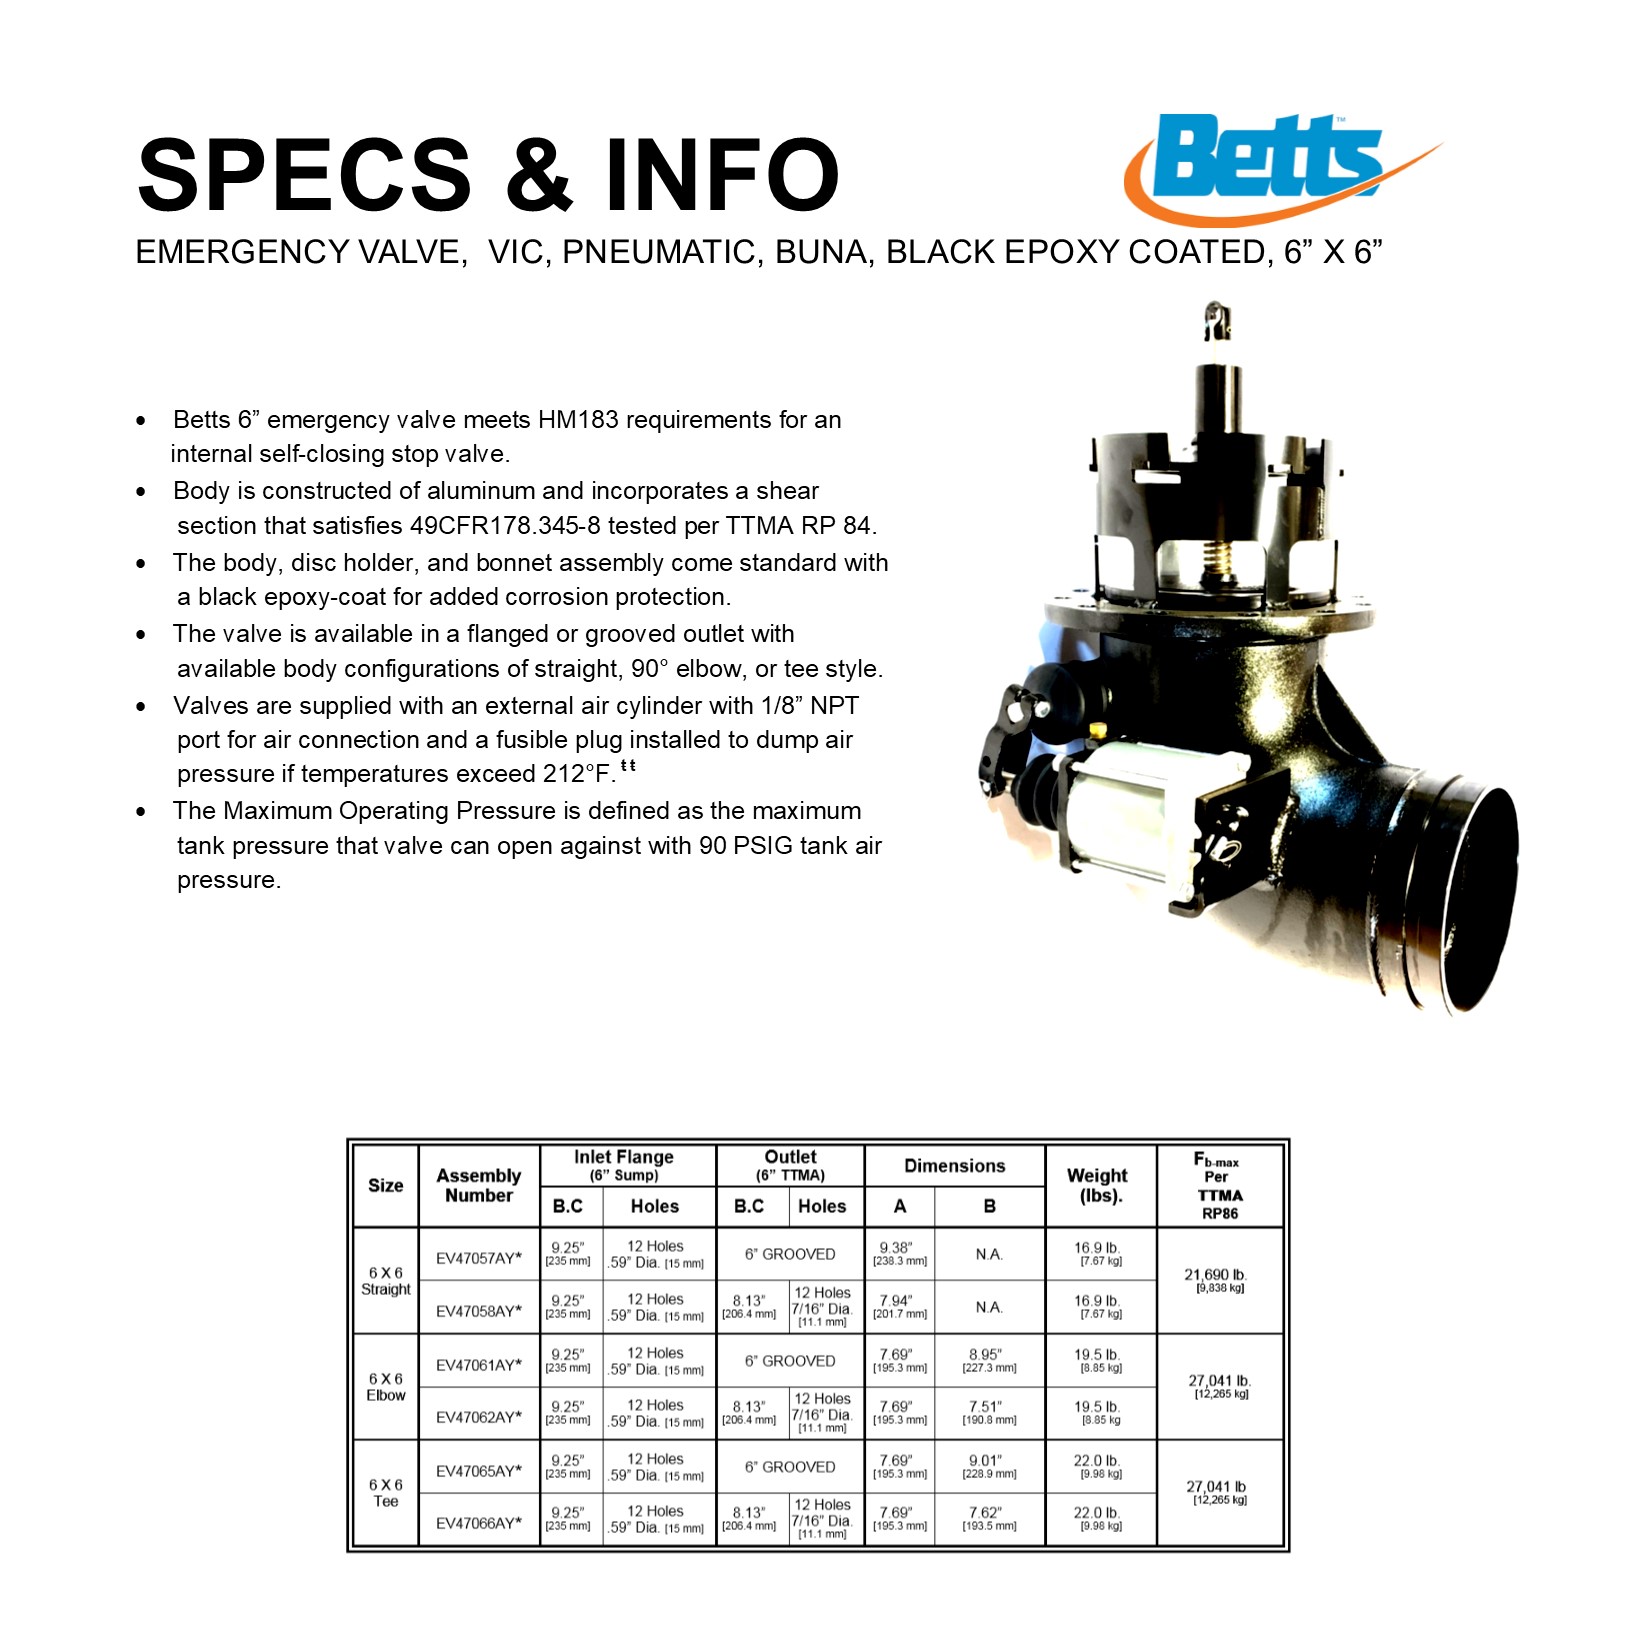 Betts™
SPECS & INFO
EMERGENCY VALVE,  VIC, PNEUMATIC, BUNA, BLACK EPOXY COATED, 6” X 6”
• Betts 6” emergency valve meets HM183 requirements for an
internal self-closing stop valve.
• Body is constructed of aluminum and incorporates a shear
section that satisfies 49CFR178.345-8 tested per TTMA RP 84.
• The body, disc holder, and bonnet assembly come standard with
a black epoxy-coat for added corrosion protection.
• The valve is available in a flanged or grooved outlet with
available body configurations of straight, 90° elbow, or tee style.
• Valves are supplied with an external air cylinder with 1/8” NPT
port for air connection and a fusible plug installed to dump air
pressure if temperatures exceed 212°F. ŧŧ
• The Maximum Operating Pressure is defined as the maximum
tank pressure that valve can open against with 90 PSIG tank air
pressure.
Size | Assembly Number | Inlet Flange (6” Sump) | Outlet (6” TTMA) | Dimensions | Weight (lbs). | Fb-max Per TTMA RP86
B.C | Holes | B.C | Holes | A | B
6 X 6 Straight | EV47057AY* | 9.25” [235 mm] | 12 Holes .59” Dia. [15 mm] | 6” GROOVED | 9.38” [238.3 mm] | N.A. | 16.9 lb. [7.67 kg] | 21,690 lb. [9,838 kg]
EV47058AY* | 9.25” [235 mm] | 12 Holes .59” Dia. [15 mm] | 8.13” [206.4 mm] | 12 Holes 7/16” Dia. [11.1 mm] | 7.94” [201.7 mm] | N.A. | 16.9 lb. [7.67 kg]
6 X 6 Elbow | EV47061AY* | 9.25” [235 mm] | 12 Holes .59” Dia. [15 mm] | 6” GROOVED | 7.69” [195.3 mm] | 8.95” [227.3 mm] | 19.5 lb. [8.85 kg] | 27,041 lb. [12,265 kg]
EV47062AY* | 9.25” [235 mm] | 12 Holes .59” Dia. [15 mm] | 8.13” [206.4 mm] | 12 Holes 7/16” Dia. [11.1 mm] | 7.69” [195.3 mm] | 7.51” [190.8 mm] | 19.5 lb. [8.85 kg
6 X 6 Tee | EV47065AY* | 9.25” [235 mm] | 12 Holes .59” Dia. [15 mm] | 6” GROOVED | 7.69” [195.3 mm] | 9.01” [228.9 mm] | 22.0 lb. [9.98 kg] | 27,041 lb [12,265 kg]
EV47066AY* | 9.25” [235 mm] | 12 Holes .59” Dia. [15 mm] | 8.13” [206.4 mm] | 12 Holes 7/16” Dia. [11.1 mm] | 7.69” [195.3 mm] | 7.62” [193.5 mm] | 22.0 lb. [9.98 kg]